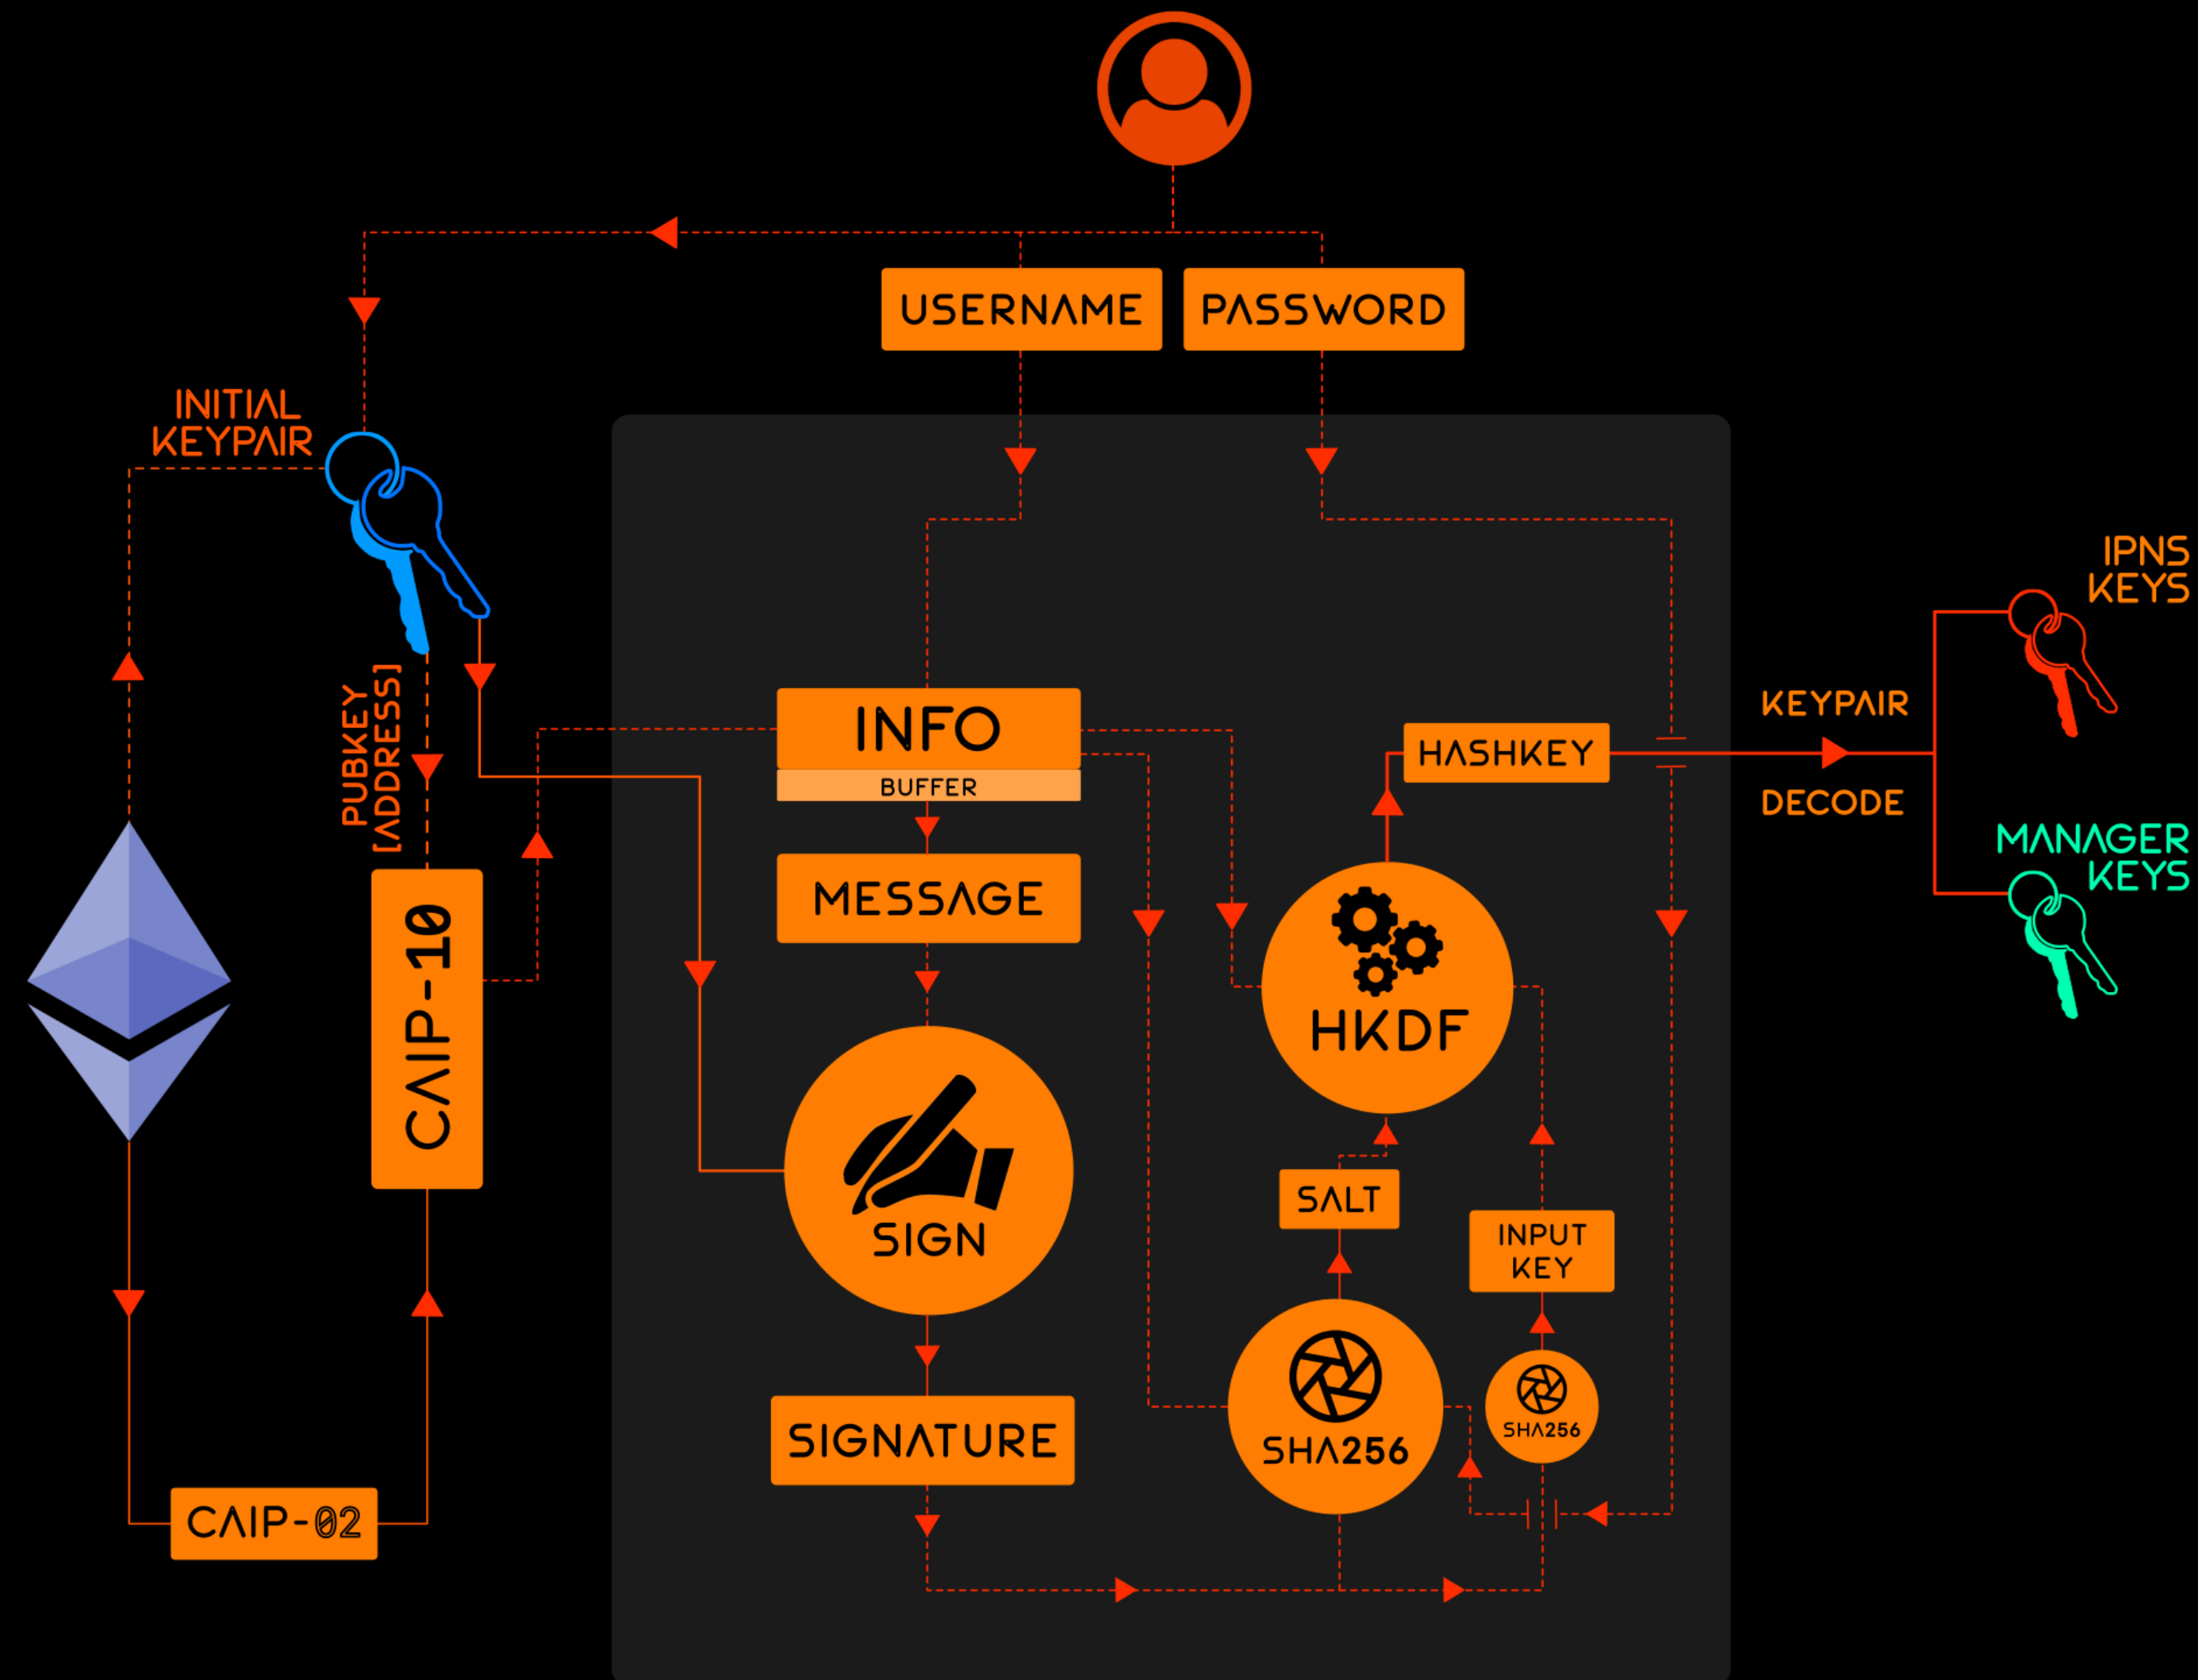 USERNAME
PASSWORD
INITIAL
KEYPAIR
IPNS
KEYS
PUBKEY
[ADDRESS]
INFO
BUFFER
HASHKEY
KEYPAIR
DECODE
MANAGER
KEYS
MESSAGE
CAIP-10
HKDF
SIGN
SALT
INPUT
KEY
SIGNATURE
SHA256
SHA256
CAIP-02